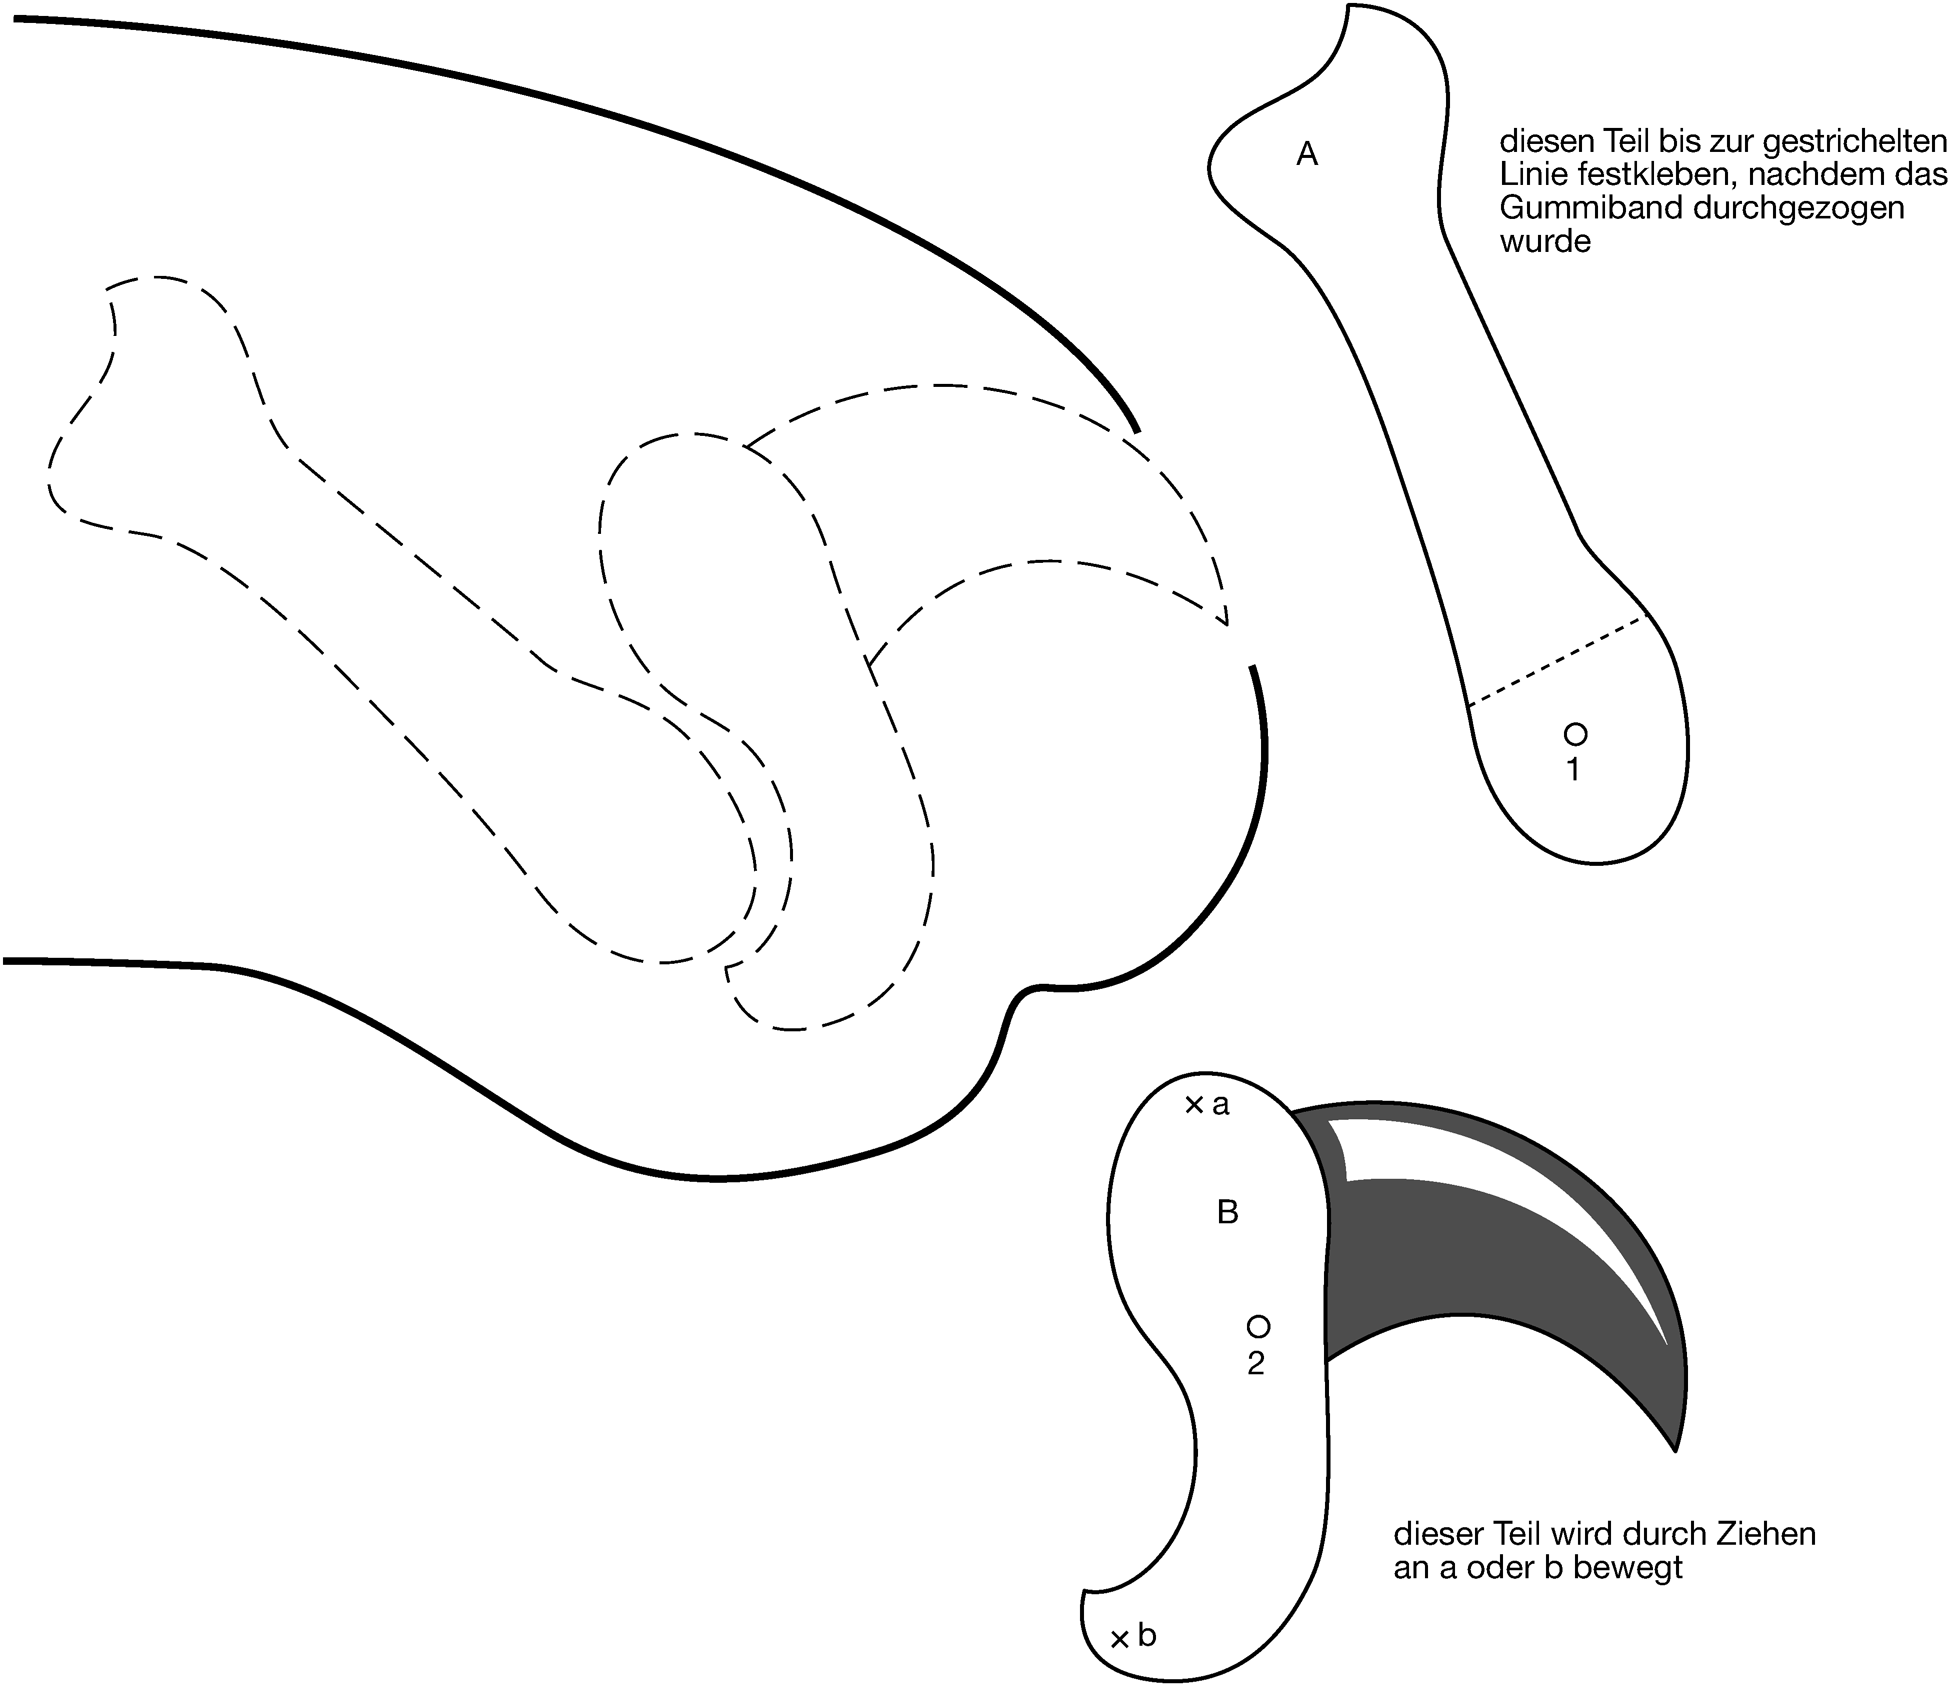 A
diesen Teil bis zur gestrichelten
Linie festkleben, nachdem das
Gummiband durchgezogen
wurde
1
a
B
2
dieser Teil wird durch Ziehen
an a oder b bewegt
b